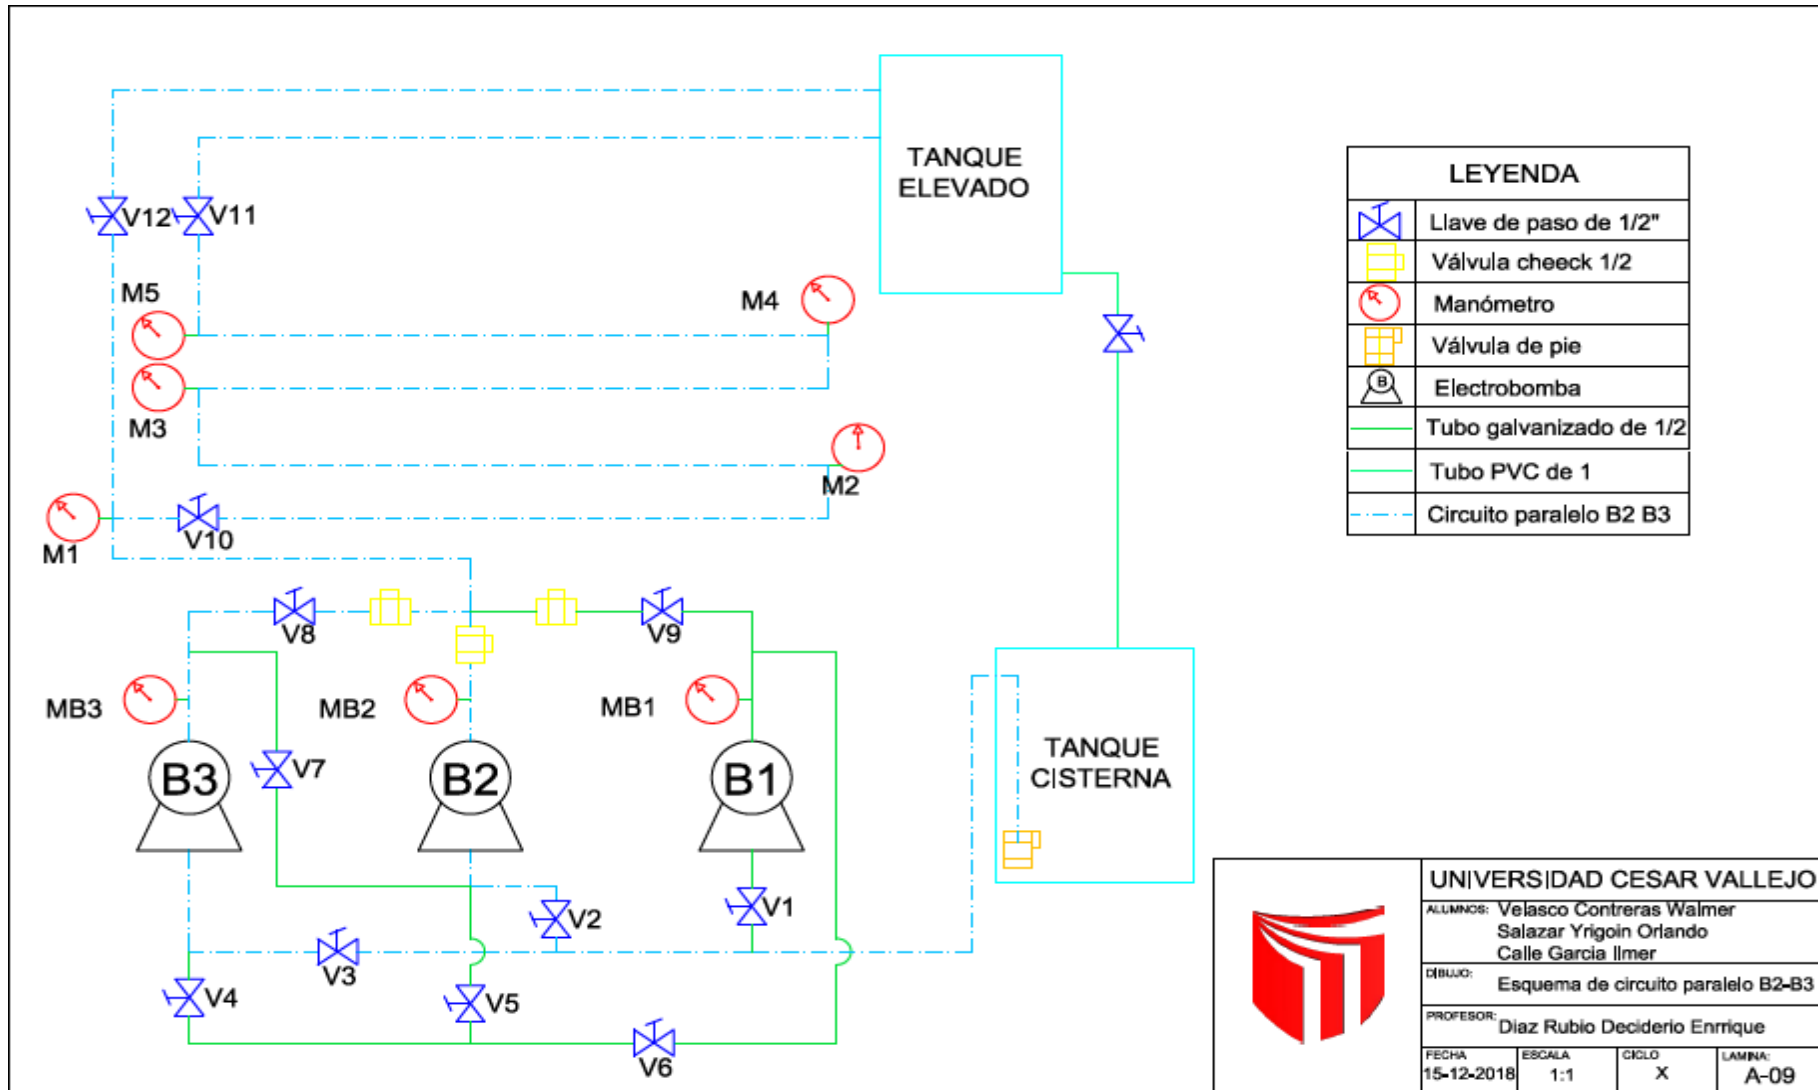 TANQUE
ELEVADO
V12
V11
M5
M4
M3
M2
M1
V10
V8
V9
MB3
MB2
MB1
B3
V7
B2
B1
TANQUE
CISTERNA
V1
V2
V3
V4
V5
V6
LEYENDA
Llave de paso de 1/2"
Válvula cheeck 1/2
Manómetro
Válvula de pie
B
Electrobomba
Tubo galvanizado de 1/2
Tubo PVC de 1
Circuito paralelo B2 B3
UNIVERSIDAD CESAR VALLEJO
ALUMNOS: Velasco Contreras Walmer
Salazar Yrigoin Orlando
Calle Garcia Ilmer
DIBUJO: Esquema de circuito paralelo B2-B3
PROFESOR: Diaz Rubio Deciderio Enrrique
FECHA ESCALA CICLO LAMINA:
15-12-2018 1:1 X A-09